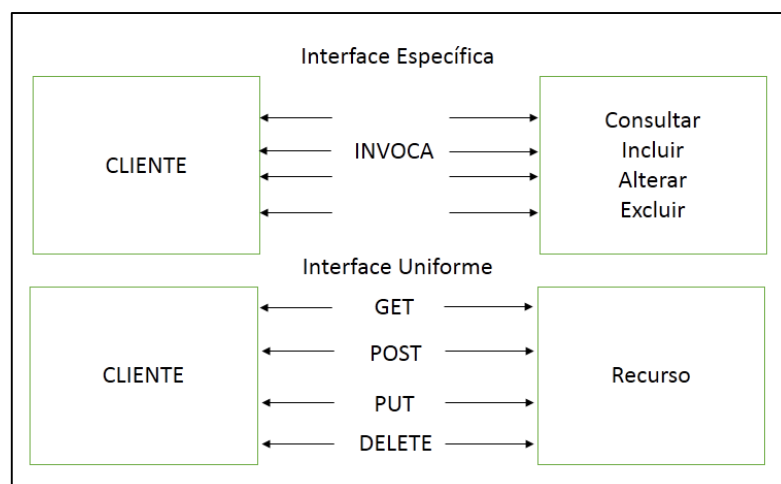 Interface Específica
CLIENTE
INVOCA
Consultar
Incluir
Alterar
Excluir
Interface Uniforme
CLIENTE
GET
POST
PUT
DELETE
Recurso